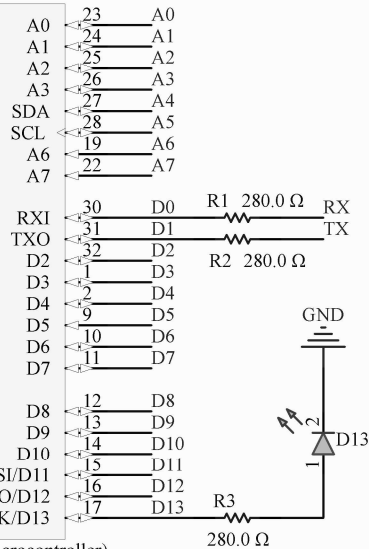 A0 23 A0
A1 24 A1
A2 25 A2
A3 26 A3
SDA 27 A4
SCL 28 A5
A6 19 A6
A7 22 A7
RXI 30 D0 R1 280.0 Ω RX
TXO 31 D1 TX
R2 280.0 Ω
D2 32 D2
D3 1 D3
D4 2 D4
D5 9 D5
GND
D6 10 D6
D7 11 D7
D8 12 D8
2
D9 13 D9
D13
D10 14 D10
1
SI/D11 15 D11
O/D12 16 D12
K/D13 17 D13 R3
280.0 Ω